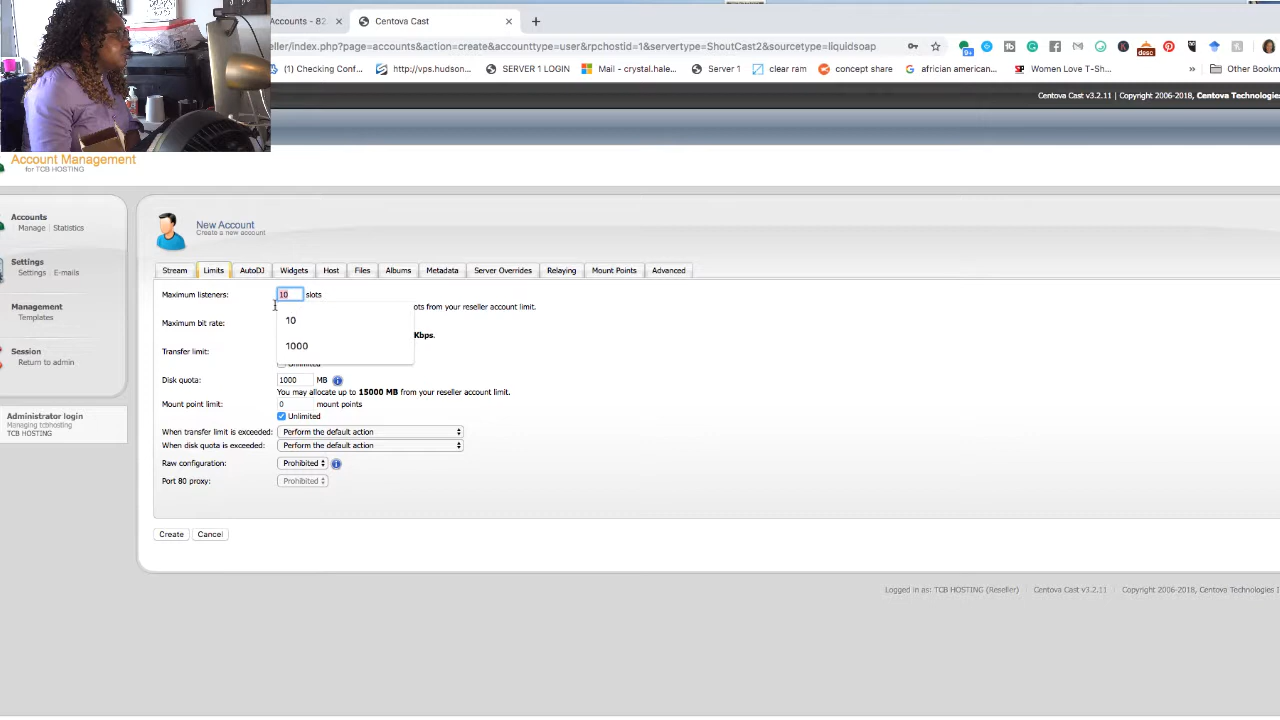 Accounts - 82
Centova Cast
eller/index.php?page=accounts&action=create&accounttype=user&rpchostid=1&servertype=ShoutCast2&sourcetype=liquidsoap
(1) Checking Conf...
http://vps.hudson...
SERVER 1 LOGIN
Mail - crystal.hale...
Server 1
clear ram
concept share
africian american...
Women Love T-Sh...
»
Other Bookm
Centova Cast v3.2.11 | Copyright 2006-2018, Centova Technologies
Account Management
for TCB HOSTING
Accounts
Manage | Statistics
Settings
Settings | E-mails
Management
Templates
Session
Return to admin
Administrator login
Managing tcbhosting
TCB HOSTING
New Account
Create a new account
Stream Limits AutoDJ Widgets Host Files Albums Metadata Server Overrides Relaying Mount Points Advanced
Maximum listeners: 10 slots
ots from your reseller account limit.
10
Maximum bit rate:
Kbps.
1000
Transfer limit:
Unlimited
Disk quota: 1000 MB
You may allocate up to 15000 MB from your reseller account limit.
Mount point limit: 0 mount points
Unlimited
When transfer limit is exceeded: Perform the default action
When disk quota is exceeded: Perform the default action
Raw configuration: Prohibited
Port 80 proxy: Prohibited
Create Cancel
Logged in as: TCB HOSTING (Reseller) | Centova Cast v3.2.11 | Copyright 2006-2018, Centova Technologies I